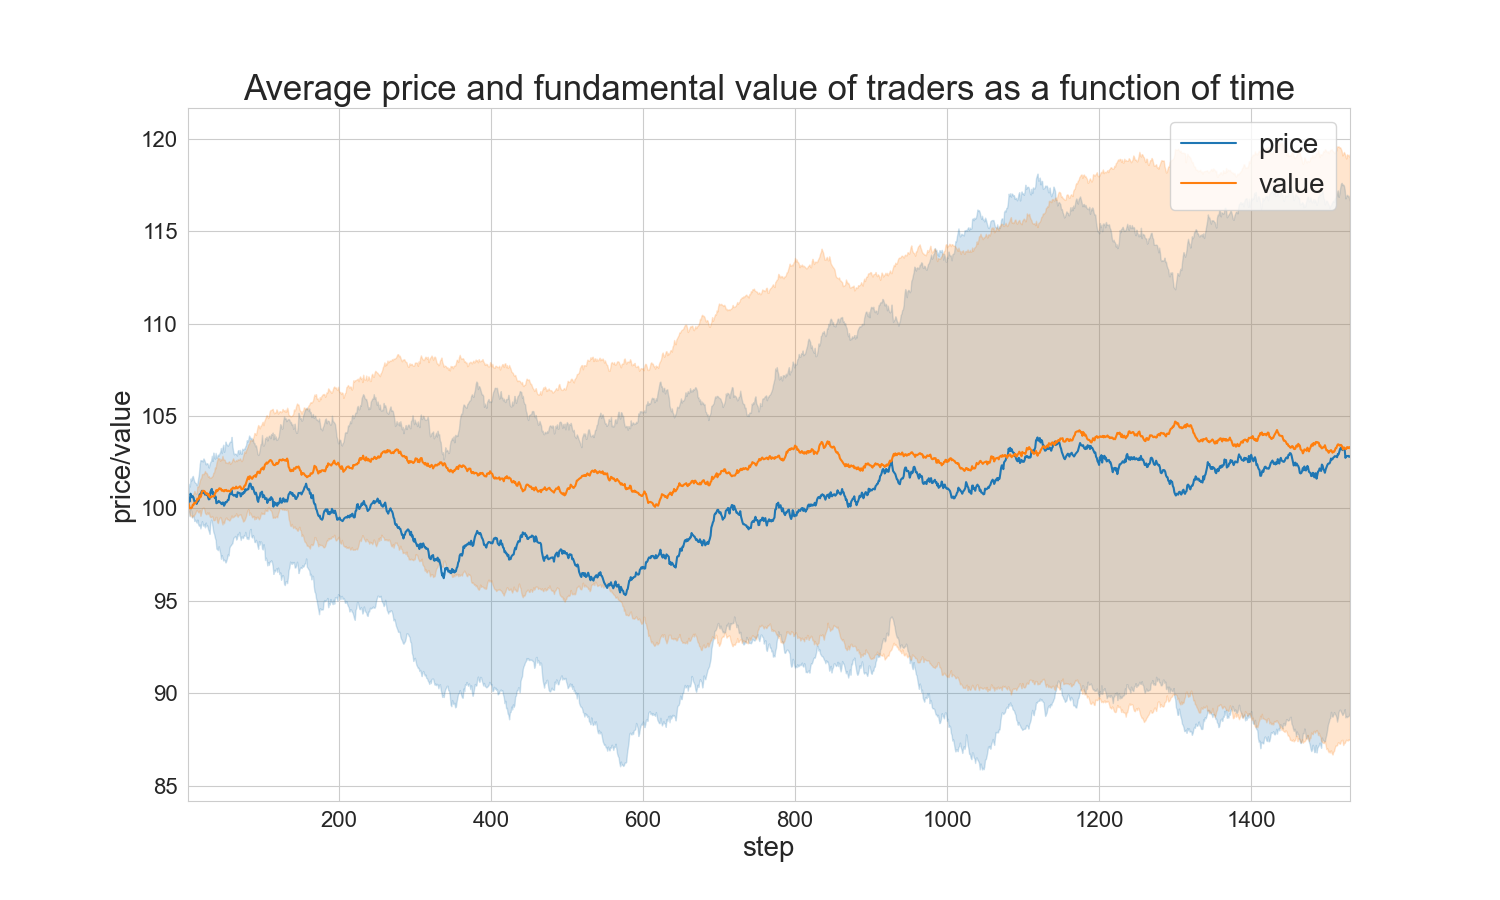 Average price and fundamental value of traders as a function of time
price
value
120
115
110
105
100
95
90
85
price/value
200 400 600 800 1000 1200 1400
step